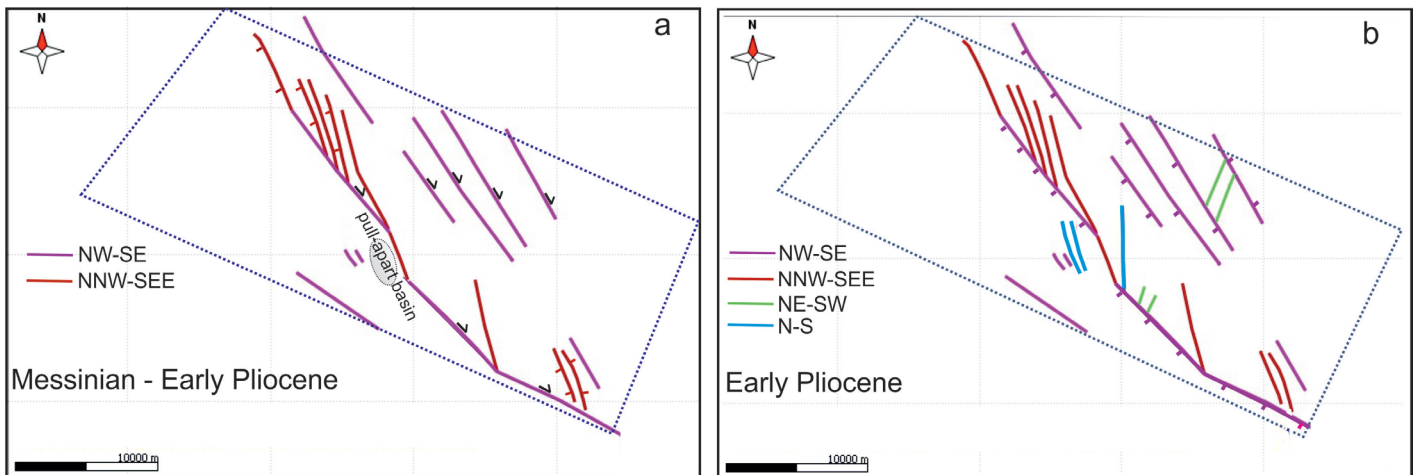 N
a
pull-apart basin
NW-SE
NNW-SEE
Messinian - Early Pliocene
10000 m
N
b
NW-SE
NNW-SEE
NE-SW
N-S
Early Pliocene
10000 m